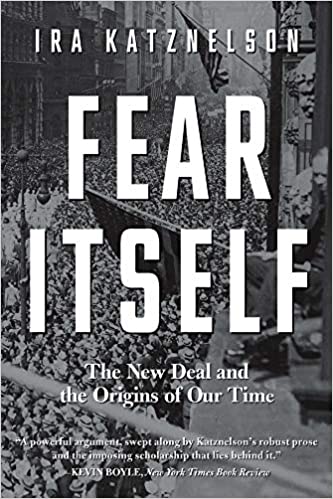 IRA KATZNELSON
FEAR
ITSELF
The New Deal and
the Origins of Our Time
“A powerful argument, swept along by Katznelson’s robust prose
and the imposing scholarship that lies behind it.”
—KEVIN BOYLE, New York Times Book Review